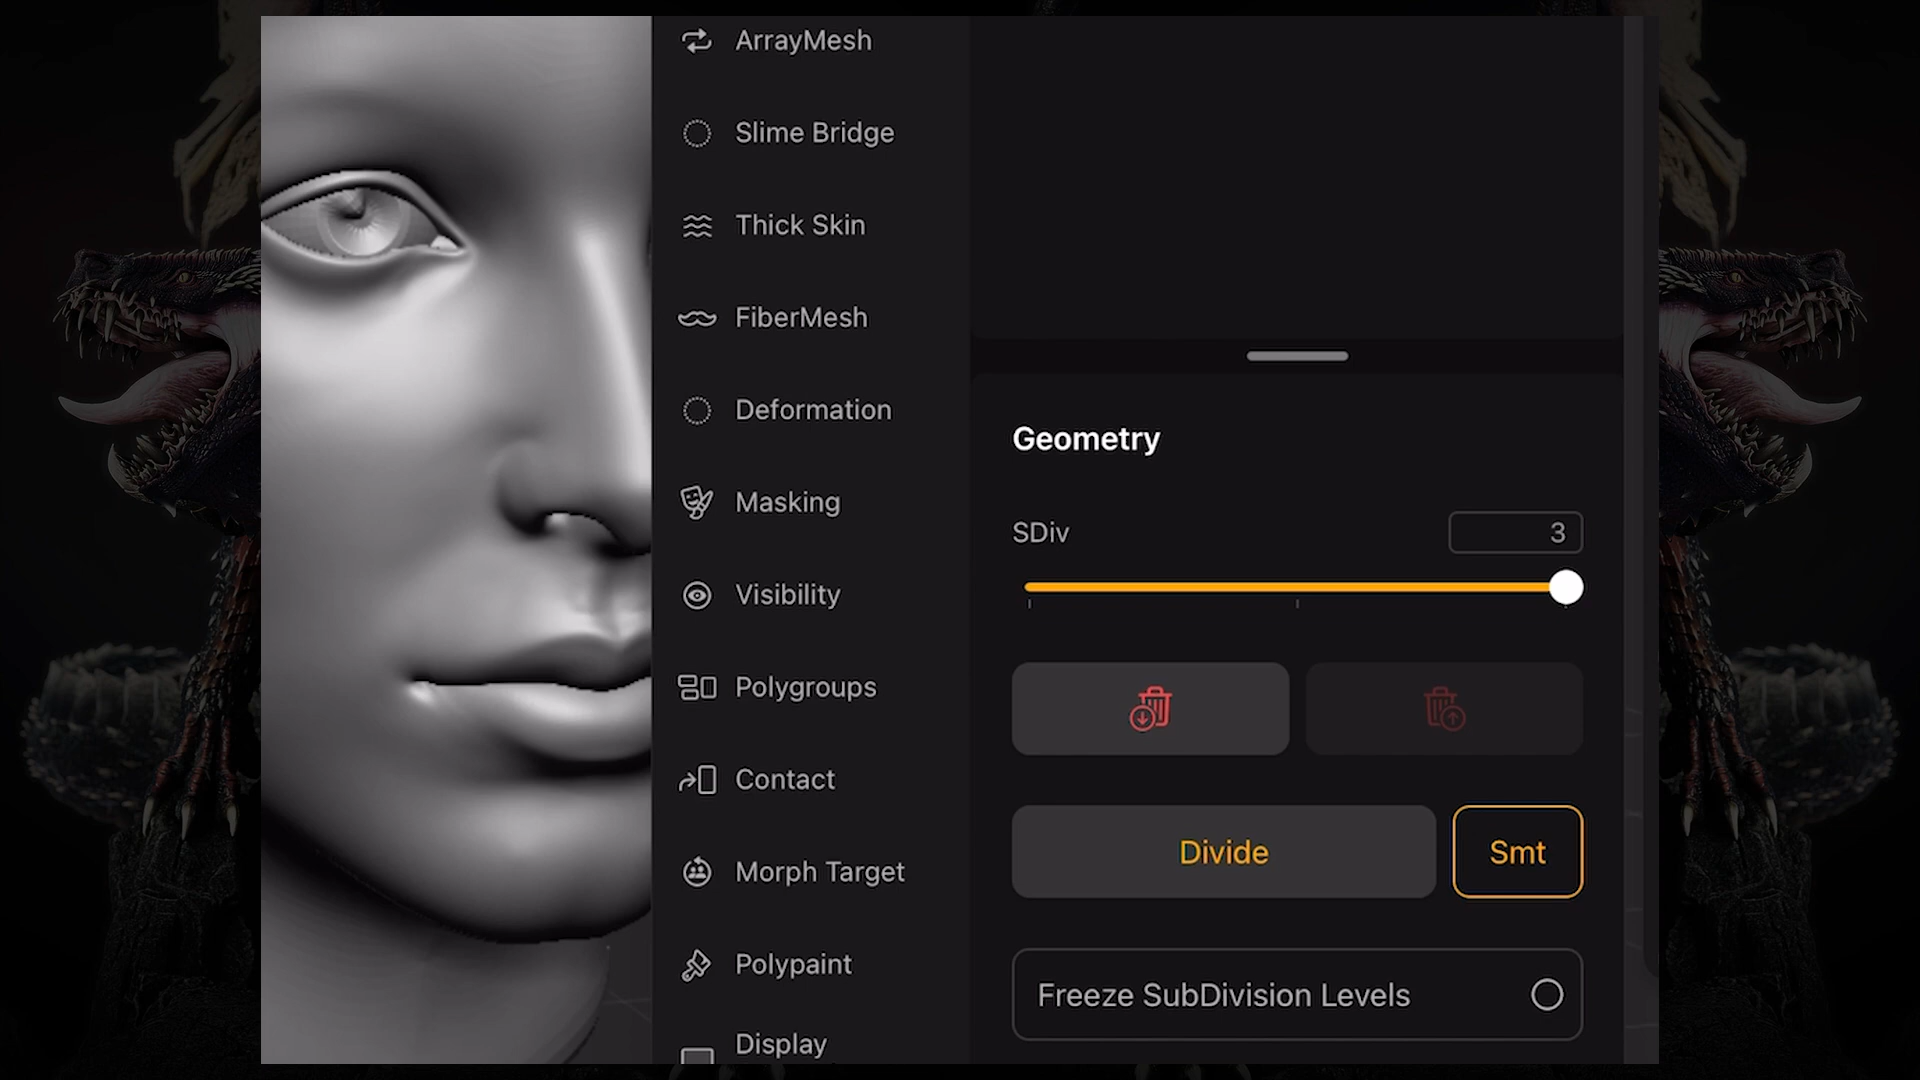 ArrayMesh
Slime Bridge
Thick Skin
FiberMesh
Deformation
Masking
Visibility
Polygroups
Contact
Morph Target
Polypaint
Display
Geometry
SDiv 3
Divide Smt
Freeze SubDivision Levels